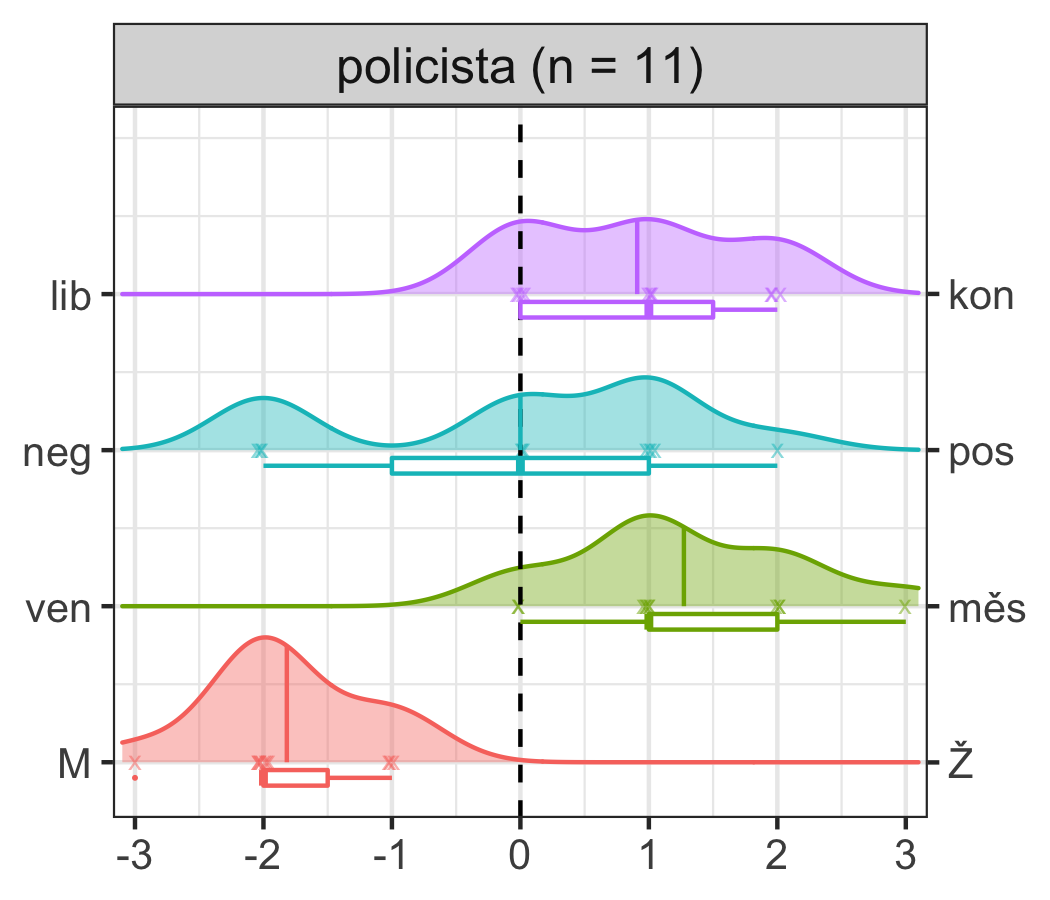 policista (n = 11)
lib kon
neg pos
ven měs
M Ž
-3 -2 -1 0 1 2 3